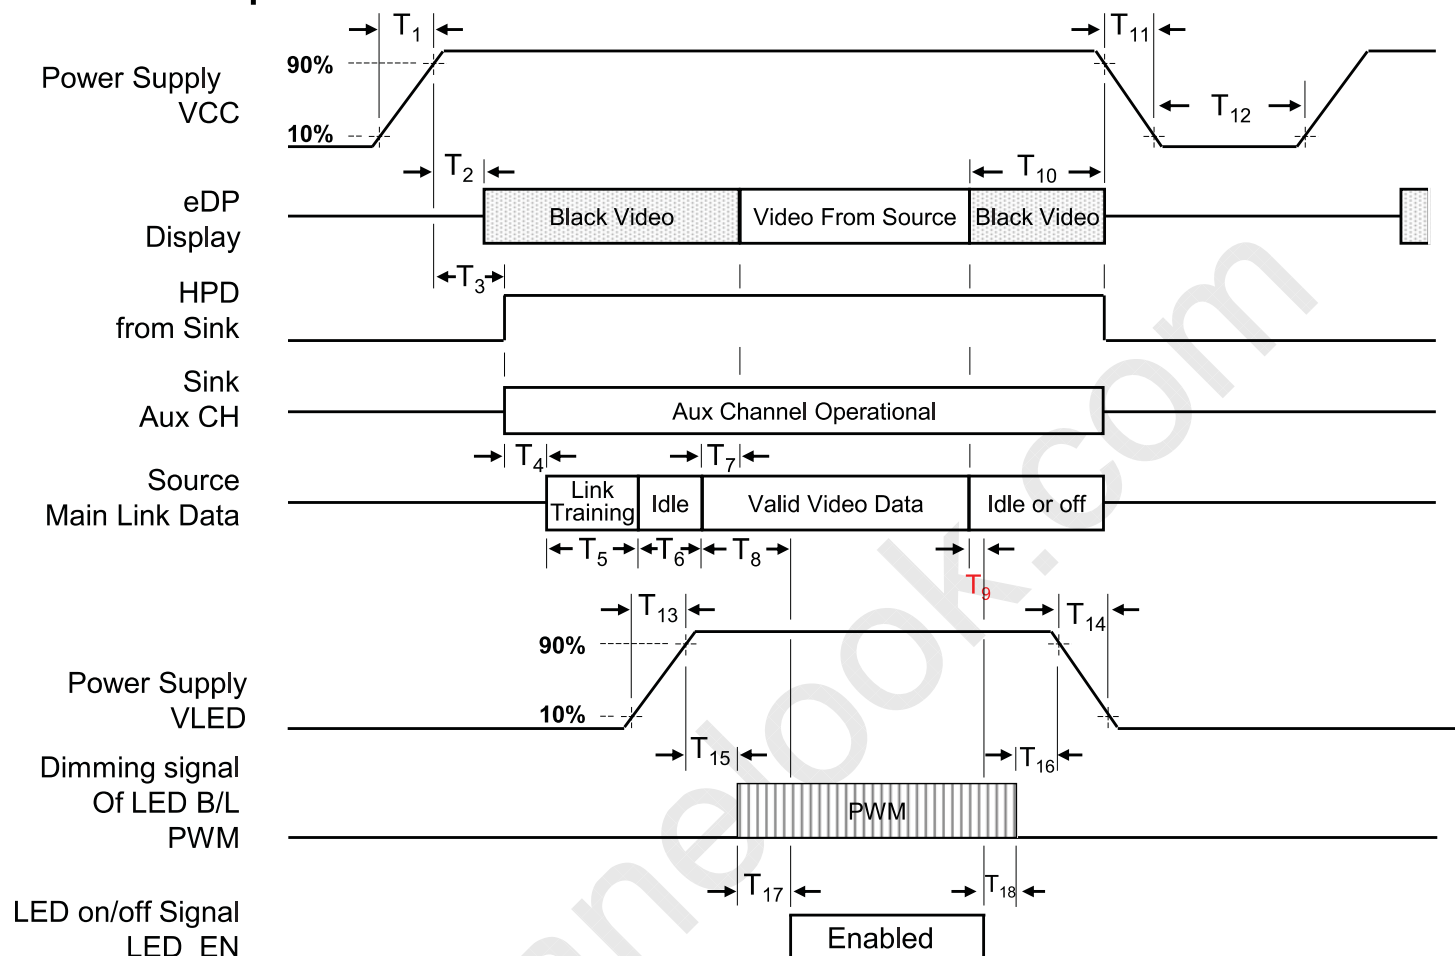 T1
T11
90%
Power Supply
VCC
T12
10%
T2
T10
eDP
Display
Black Video
Video From Source
Black Video
T3
HPD
from Sink
Sink
Aux CH
Aux Channel Operational
T4
T7
Source
Main Link Data
Link
Training
Idle
Valid Video Data
Idle or off
T5
T6
T8
T9
T13
T14
90%
Power Supply
VLED
10%
T15
T16
Dimming signal
Of LED B/L
PWM
PWM
T17
T18
LED on/off Signal
LED_EN
Enabled
nelook.com